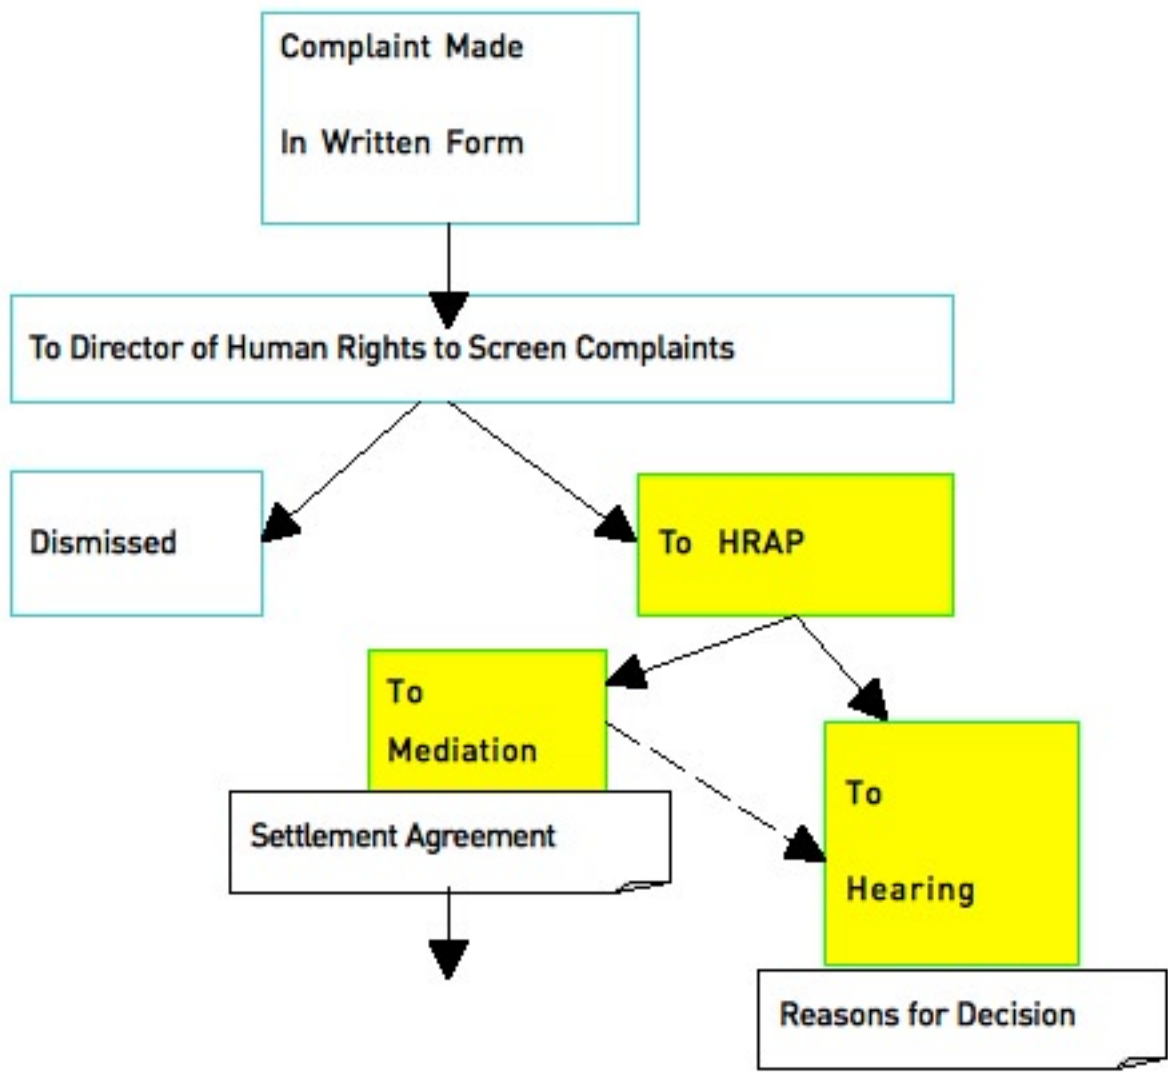 Complaint Made
In Written Form
To Director of Human Rights to Screen Complaints
Dismissed
To HRAP
To
Mediation
Settlement Agreement
To
Hearing
Reasons for Decision